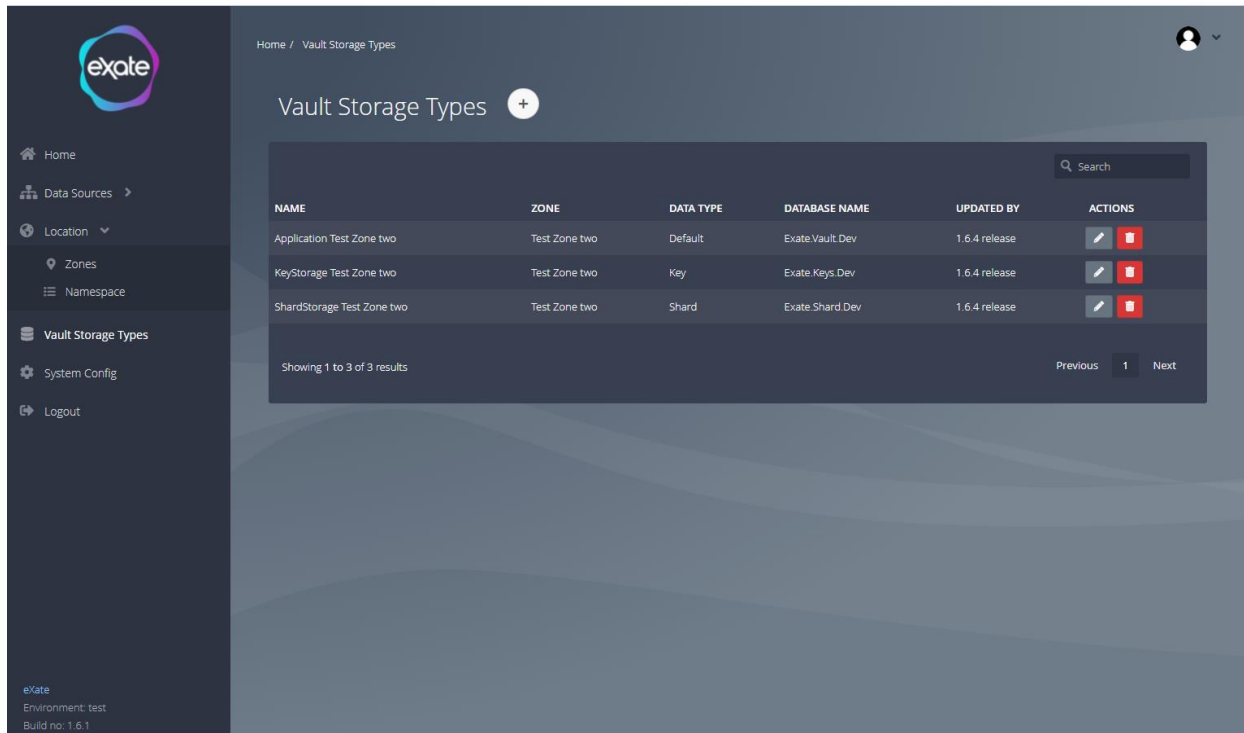 exate
Home / Vault Storage Types
Vault Storage Types +
Home
Data Sources
Location
Zones
Namespace
Vault Storage Types
System Config
Logout
Search
NAME ZONE DATA TYPE DATABASE NAME UPDATED BY ACTIONS
Application Test Zone two Test Zone two Default Exate.Vault.Dev 1.6.4 release
KeyStorage Test Zone two Test Zone two Key Exate.Keys.Dev 1.6.4 release
ShardStorage Test Zone two Test Zone two Shard Exate.Shard.Dev 1.6.4 release
Showing 1 to 3 of 3 results Previous 1 Next
eXate
Environment: test
Build no: 1.6.1